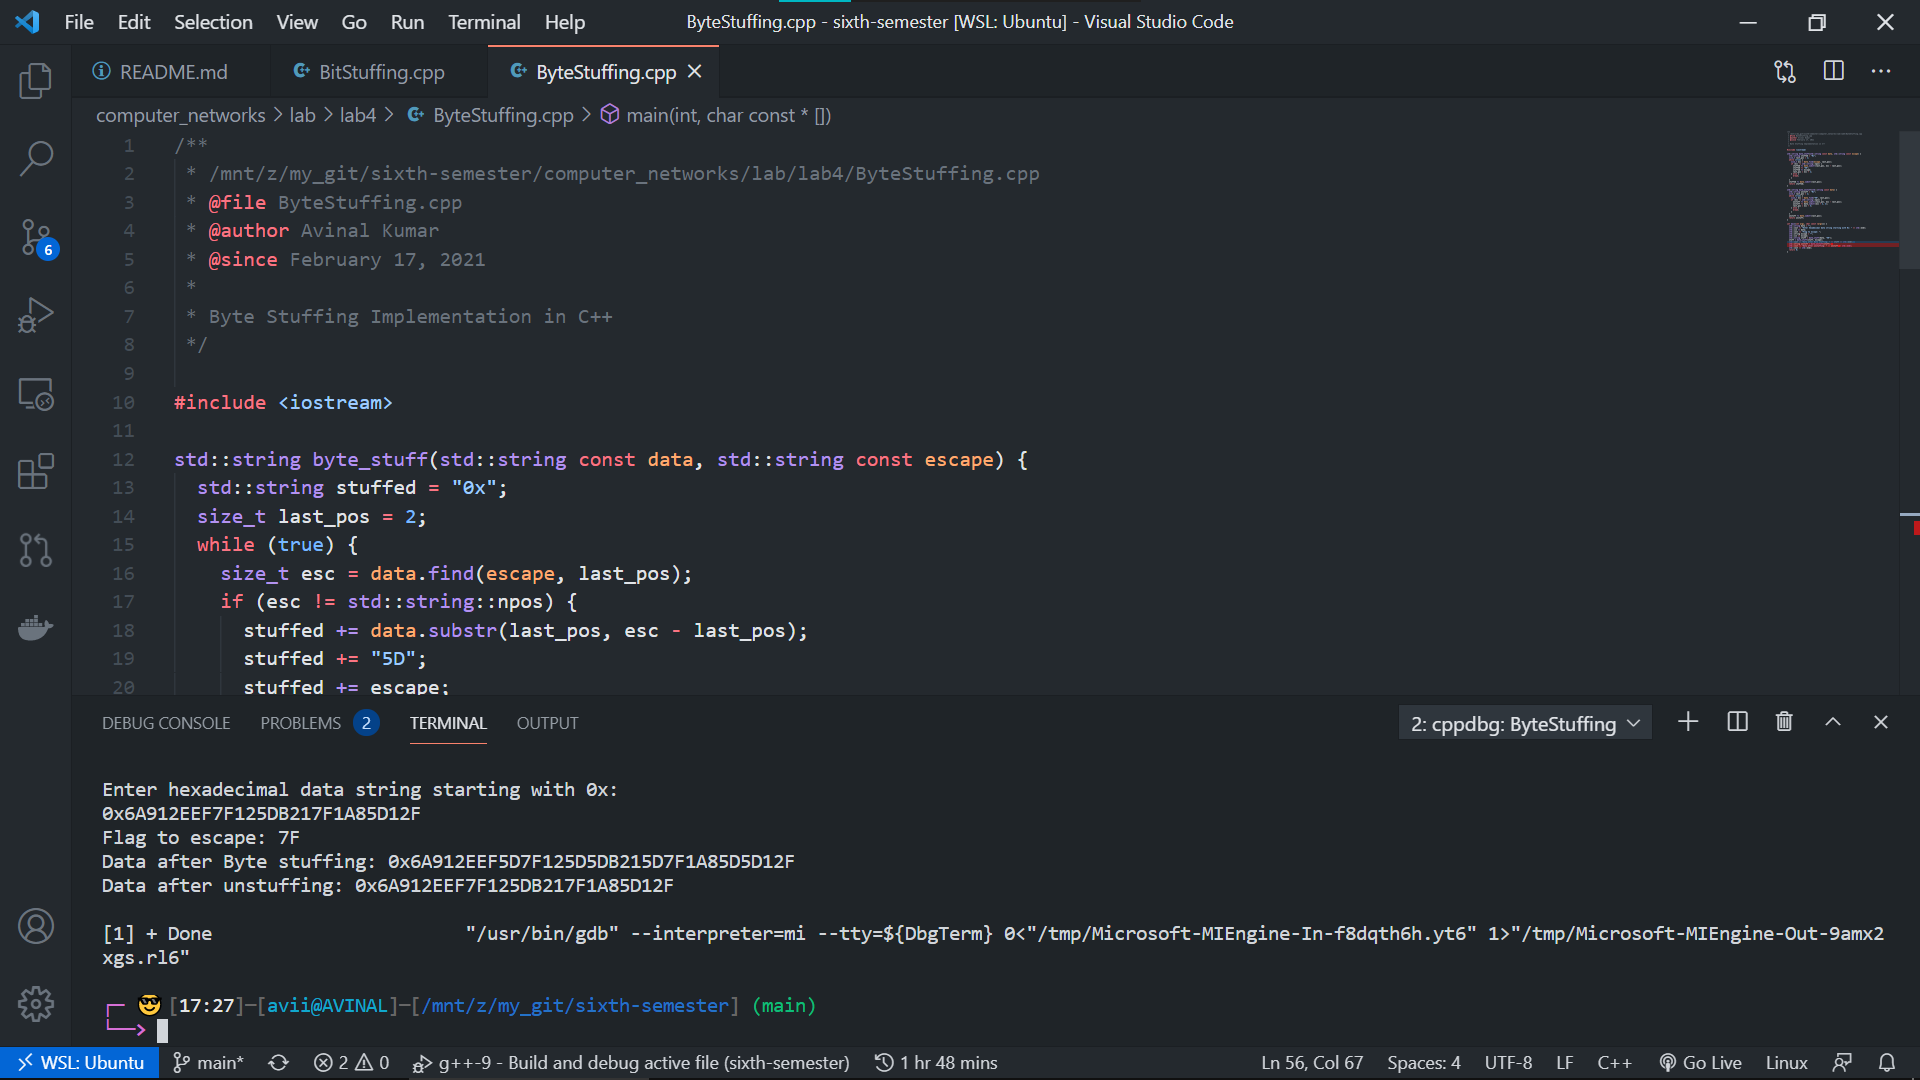 File Edit Selection View Go Run Terminal Help
ByteStuffing.cpp - sixth-semester [WSL: Ubuntu] - Visual Studio Code
README.md
BitStuffing.cpp
ByteStuffing.cpp
computer_networks > lab > lab4 > ByteStuffing.cpp > main(int, char const * [])
1 /**
2 * /mnt/z/my_git/sixth-semester/computer_networks/lab/lab4/ByteStuffing.cpp
3 * @file ByteStuffing.cpp
4 * @author Avinal Kumar
5 * @since February 17, 2021
6 *
7 * Byte Stuffing Implementation in C++
8 */
9
10 #include <iostream>
11
12 std::string byte_stuff(std::string const data, std::string const escape) {
13 std::string stuffed = "0x";
14 size_t last_pos = 2;
15 while (true) {
16 size_t esc = data.find(escape, last_pos);
17 if (esc != std::string::npos) {
18 stuffed += data.substr(last_pos, esc - last_pos);
19 stuffed += "5D";
20 stuffed += escape;
6
DEBUG CONSOLE PROBLEMS 2 TERMINAL OUTPUT
2: cppdbg: ByteStuffing
Enter hexadecimal data string starting with 0x:
0x6A912EEF7F125DB217F1A85D12F
Flag to escape: 7F
Data after Byte stuffing: 0x6A912EEF5D7F125D5DB215D7F1A85D5D12F
Data after unstuffing: 0x6A912EEF7F125DB217F1A85D12F
[1] + Done "/usr/bin/gdb" --interpreter=mi --tty=${DbgTerm} 0<"/tmp/Microsoft-MIEngine-In-f8dqth6h.yt6" 1>"/tmp/Microsoft-MIEngine-Out-9amx2
xgs.rl6"
[17:27]─[avii@AVINAL]─[/mnt/z/my_git/sixth-semester] (main)
WSL: Ubuntu main* 2 0 g++-9 - Build and debug active file (sixth-semester) 1 hr 48 mins
Ln 56, Col 67 Spaces: 4 UTF-8 LF C++ Go Live Linux